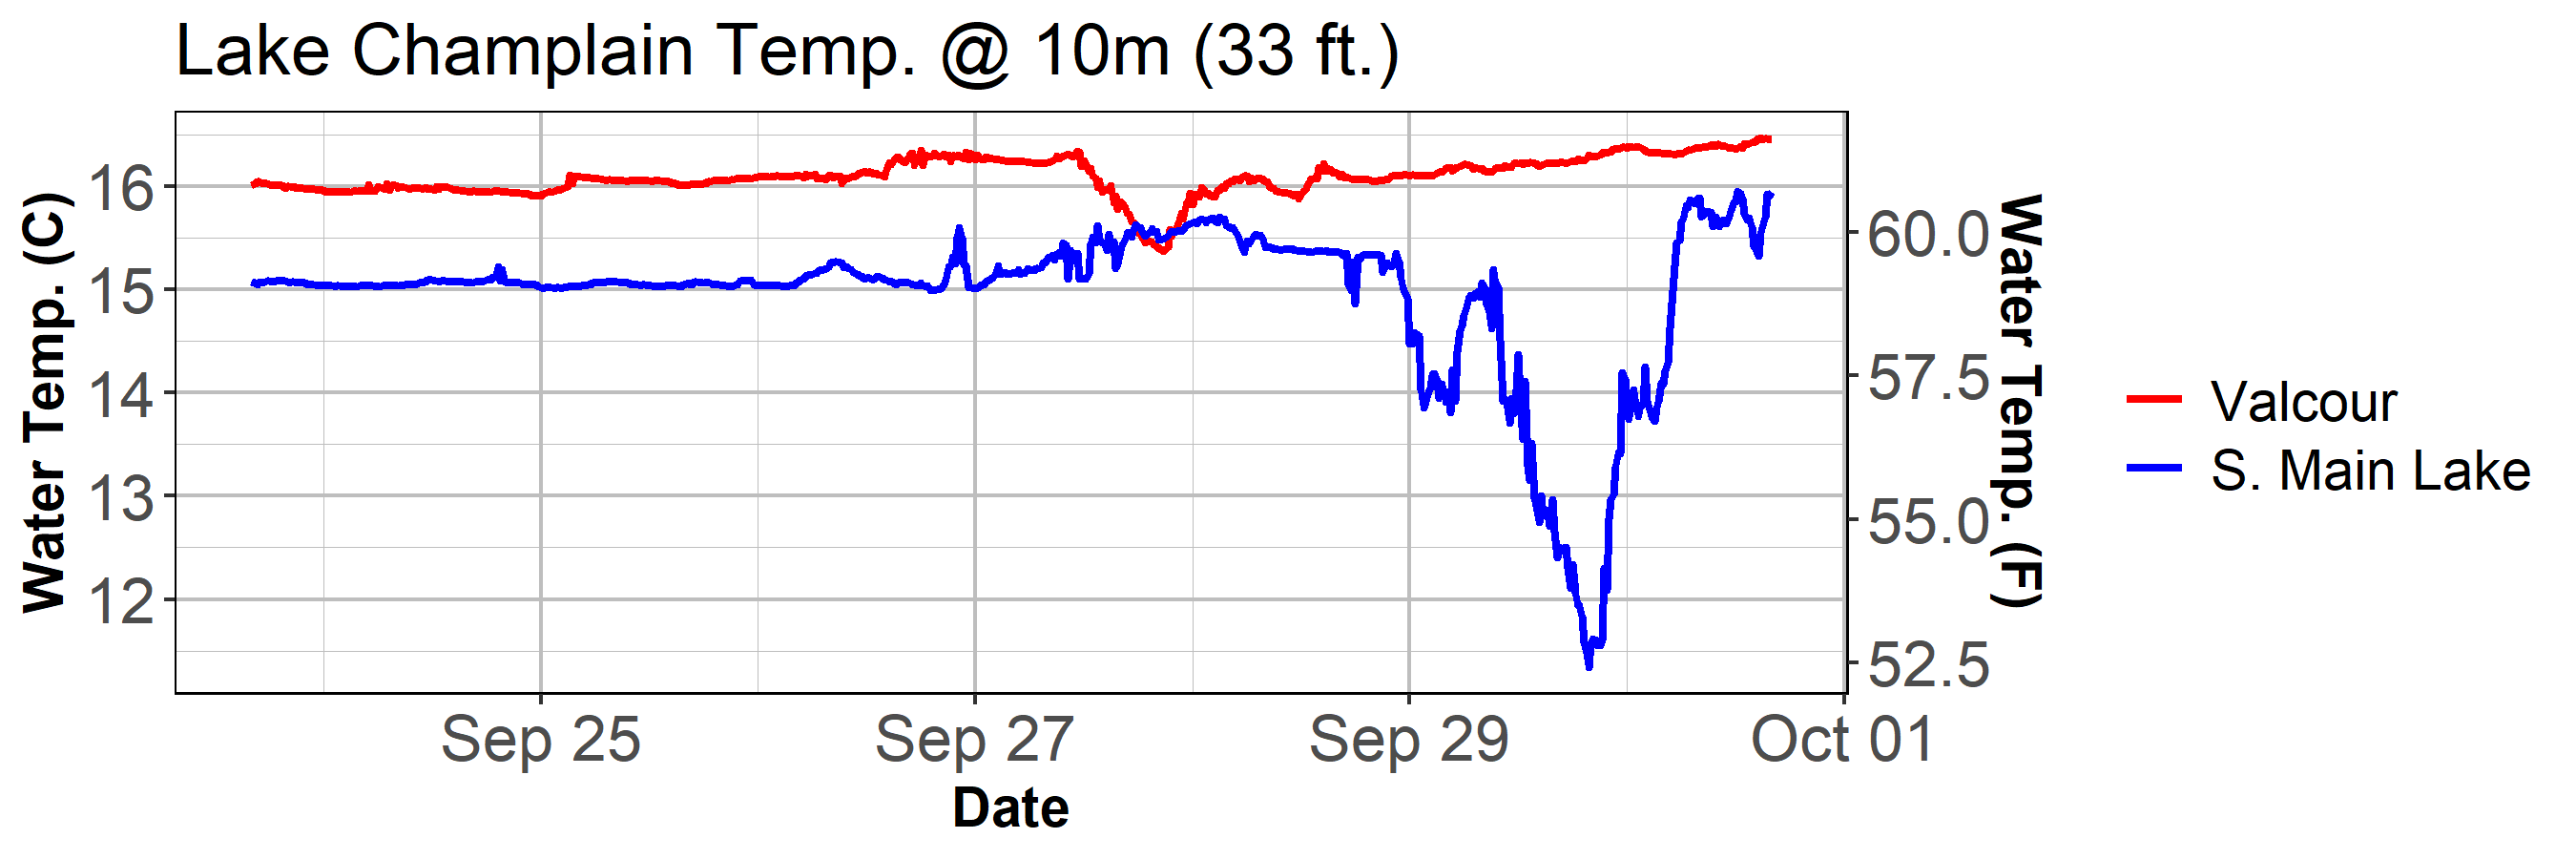 Lake Champlain Temp. @ 10m (33 ft.)
Water Temp. (C)
16
15
14
13
12
60.0
57.5
55.0
52.5
Water Temp. (F)
Sep 25
Sep 27
Sep 29
Oct 01
Date
Valcour
S. Main Lake